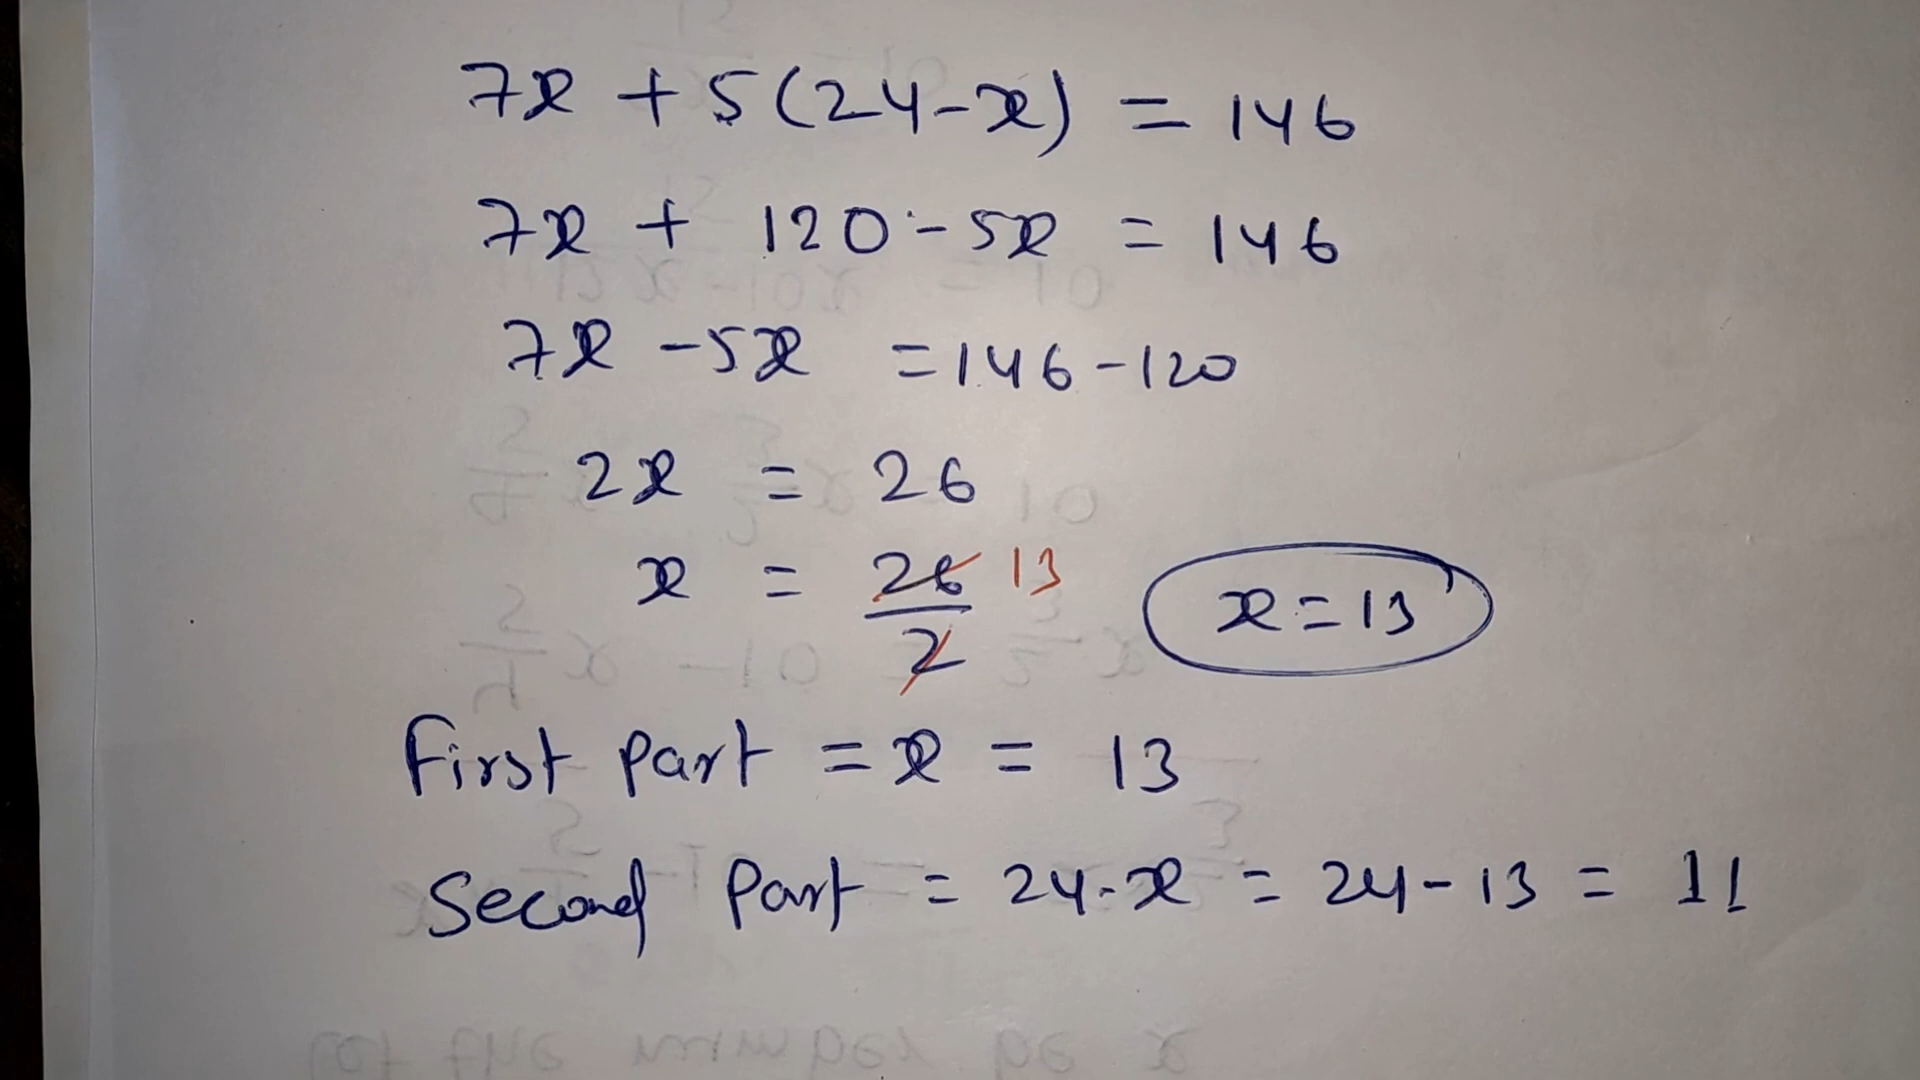 7x + 5(24-x) = 146
7x + 120 - 5x = 146
7x - 5x = 146 - 120
2x = 26
x = 26/2 13
x = 13
First part = x = 13
Second Part = 24-x = 24 - 13 = 11